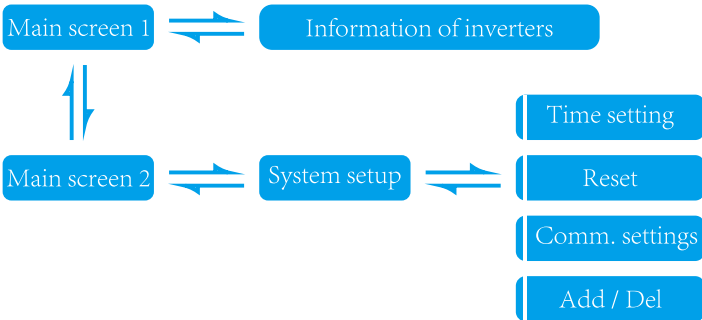 Main screen 1
Information of inverters
Time setting
Main screen 2
System setup
Reset
Comm. settings
Add / Del